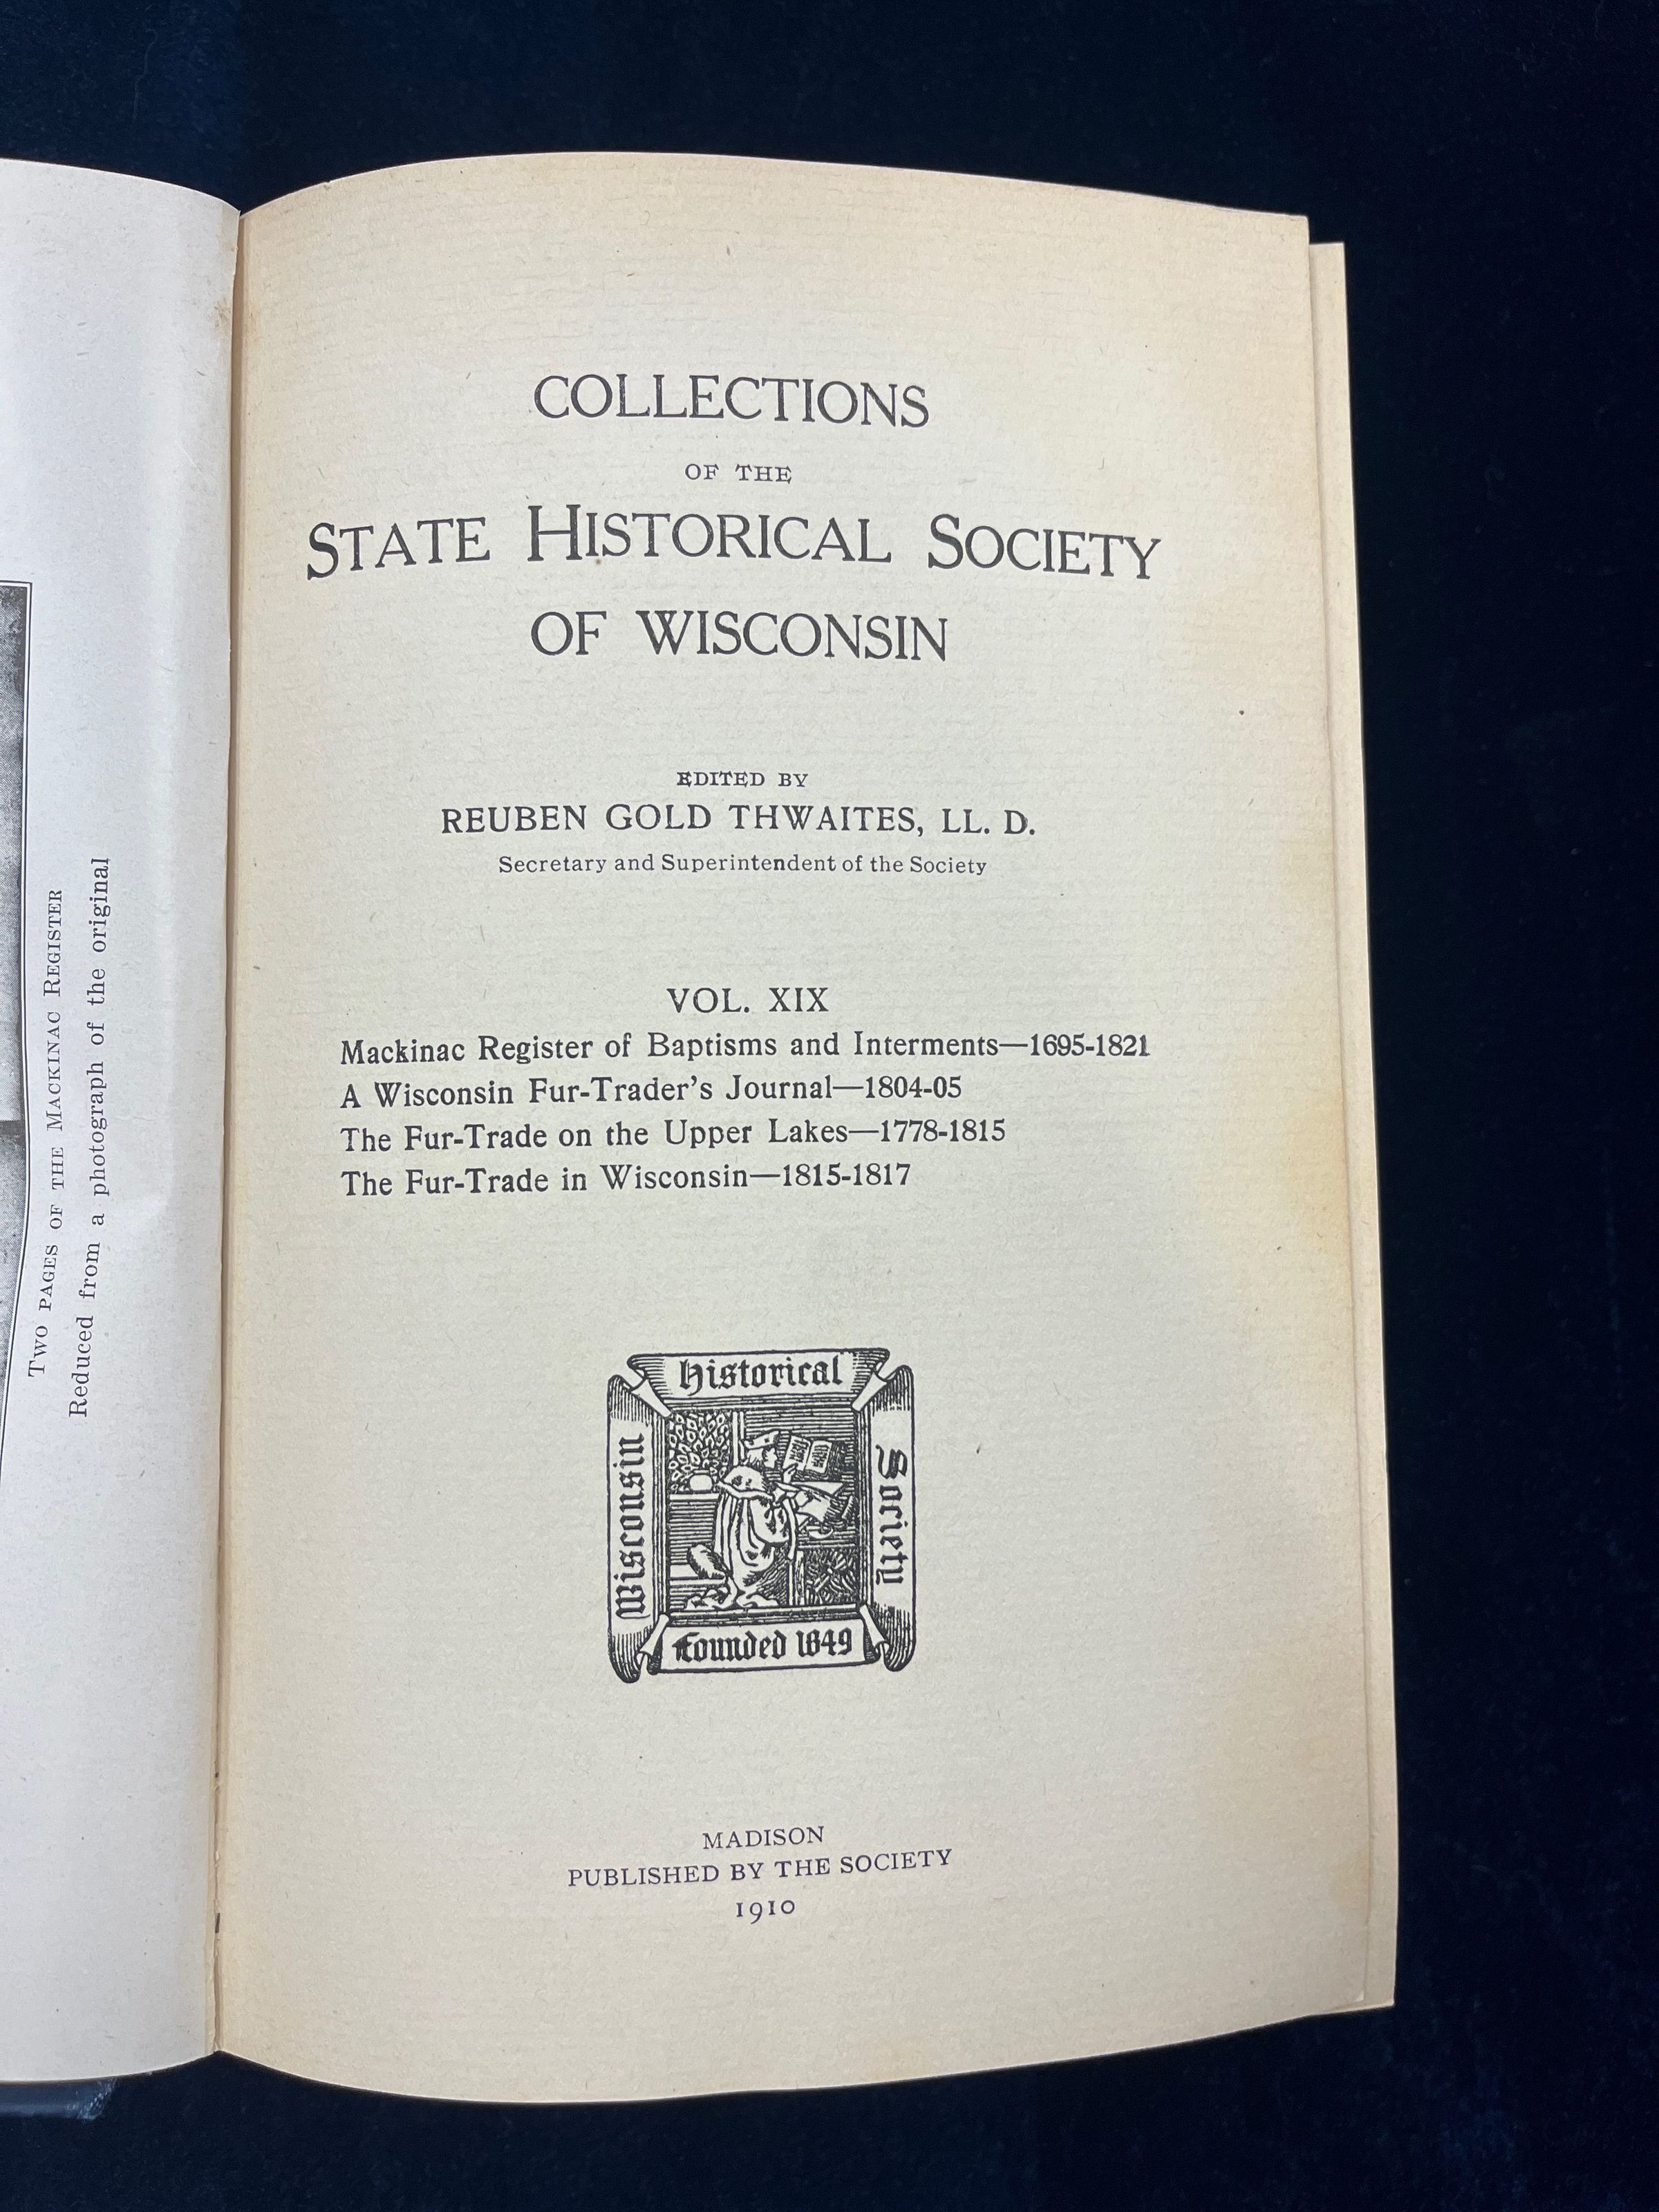 Two pages of the Mackinac Register
Reduced from a photograph of the original
COLLECTIONS
OF THE
STATE HISTORICAL SOCIETY
OF WISCONSIN
EDITED BY
REUBEN GOLD THWAITES, LL. D.
Secretary and Superintendent of the Society
VOL. XIX
Mackinac Register of Baptisms and Interments—1695-1821
A Wisconsin Fur-Trader's Journal—1804-05
The Fur-Trade on the Upper Lakes—1778-1815
The Fur-Trade in Wisconsin—1815-1817
Wisconsin
Historical
Society
Founded 1849
MADISON
PUBLISHED BY THE SOCIETY
1910